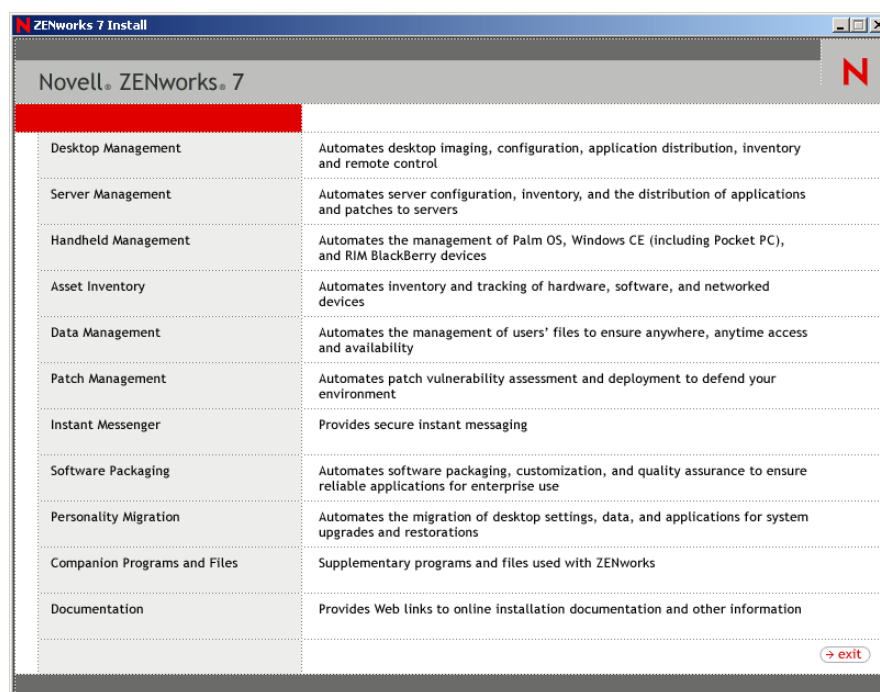 ZENworks 7 Install
Novell® ZENworks® 7
N
Desktop Management
Automates desktop imaging, configuration, application distribution, inventory
and remote control
Server Management
Automates server configuration, inventory, and the distribution of applications
and patches to servers
Handheld Management
Automates the management of Palm OS, Windows CE (including Pocket PC),
and RIM BlackBerry devices
Asset Inventory
Automates inventory and tracking of hardware, software, and networked
devices
Data Management
Automates the management of users’ files to ensure anywhere, anytime access
and availability
Patch Management
Automates patch vulnerability assessment and deployment to defend your
environment
Instant Messenger
Provides secure instant messaging
Software Packaging
Automates software packaging, customization, and quality assurance to ensure
reliable applications for enterprise use
Personality Migration
Automates the migration of desktop settings, data, and applications for system
upgrades and restorations
Companion Programs and Files
Supplementary programs and files used with ZENworks
Documentation
Provides Web links to online installation documentation and other information
exit